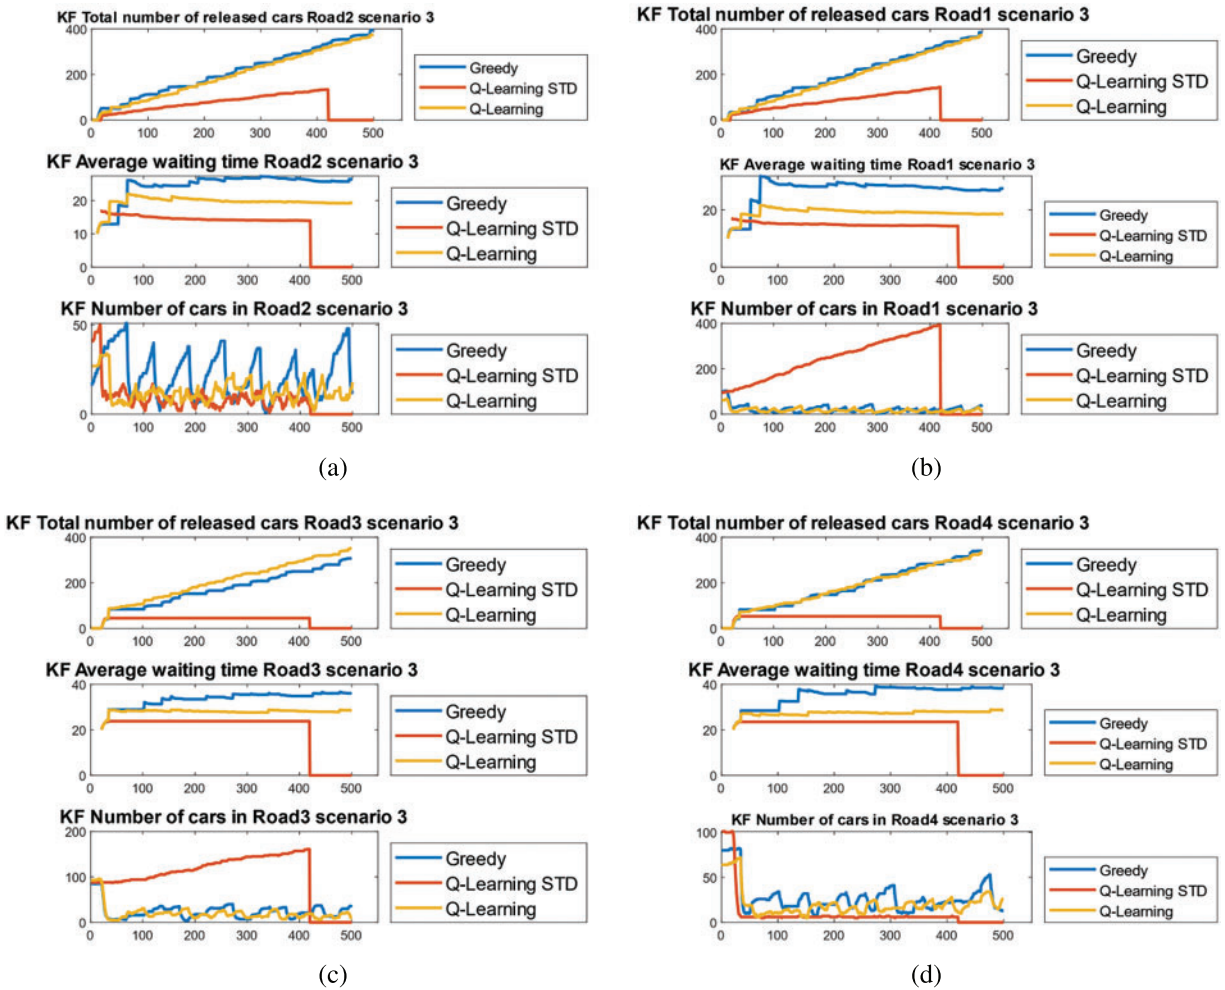 KF Total number of released cars Road2 scenario 3
400
200
0
0 100 200 300 400 500
Greedy
Q-Learning STD
Q-Learning
KF Average waiting time Road2 scenario 3
20
10
0
0 100 200 300 400 500
Greedy
Q-Learning STD
Q-Learning
KF Number of cars in Road2 scenario 3
50
0
0 100 200 300 400 500
Greedy
Q-Learning STD
Q-Learning
(a)
KF Total number of released cars Road1 scenario 3
400
200
0
0 100 200 300 400 500
Greedy
Q-Learning STD
Q-Learning
KF Average waiting time Road1 scenario 3
20
0
0 100 200 300 400 500
Greedy
Q-Learning STD
Q-Learning
KF Number of cars in Road1 scenario 3
400
200
0
0 100 200 300 400 500
Greedy
Q-Learning STD
Q-Learning
(b)
KF Total number of released cars Road3 scenario 3
400
200
0
0 100 200 300 400 500
Greedy
Q-Learning STD
Q-Learning
KF Average waiting time Road3 scenario 3
40
20
0
0 100 200 300 400 500
Greedy
Q-Learning STD
Q-Learning
KF Number of cars in Road3 scenario 3
200
100
0
0 100 200 300 400 500
Greedy
Q-Learning STD
Q-Learning
(c)
KF Total number of released cars Road4 scenario 3
400
200
0
0 100 200 300 400 500
Greedy
Q-Learning STD
Q-Learning
KF Average waiting time Road4 scenario 3
40
20
0
0 100 200 300 400 500
Greedy
Q-Learning STD
Q-Learning
KF Number of cars in Road4 scenario 3
100
50
0
0 100 200 300 400 500
Greedy
Q-Learning STD
Q-Learning
(d)